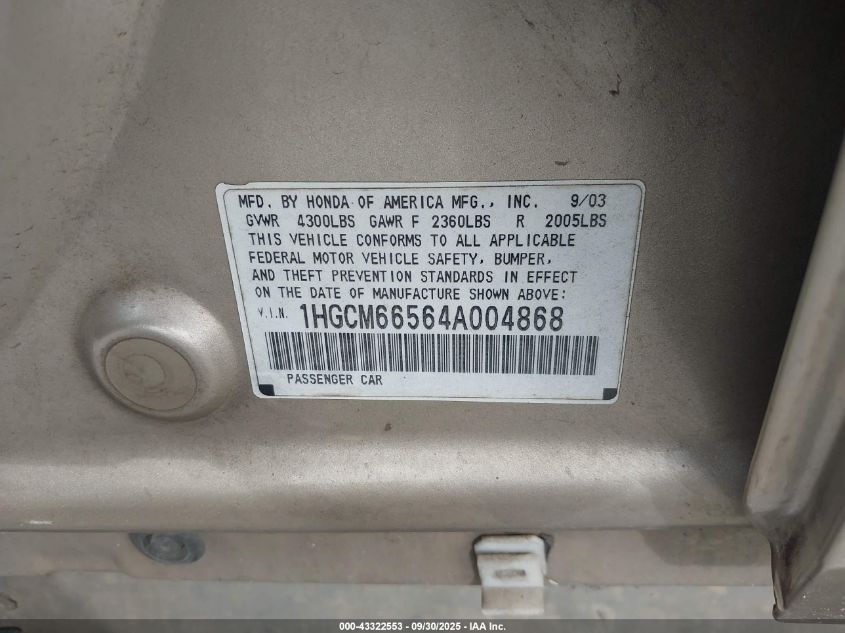 MFD. BY HONDA OF AMERICA MFG., INC. 9/03
GVWR 4300LBS GAWR F 2360LBS R 2005LBS
THIS VEHICLE CONFORMS TO ALL APPLICABLE
FEDERAL MOTOR VEHICLE SAFETY, BUMPER,
AND THEFT PREVENTION STANDARDS IN EFFECT
ON THE DATE OF MANUFACTURE SHOWN ABOVE:
V.I.N. 1HGCM66564A004868
PASSENGER CAR
000-43322553 - 09/30/2025 - IAA Inc.